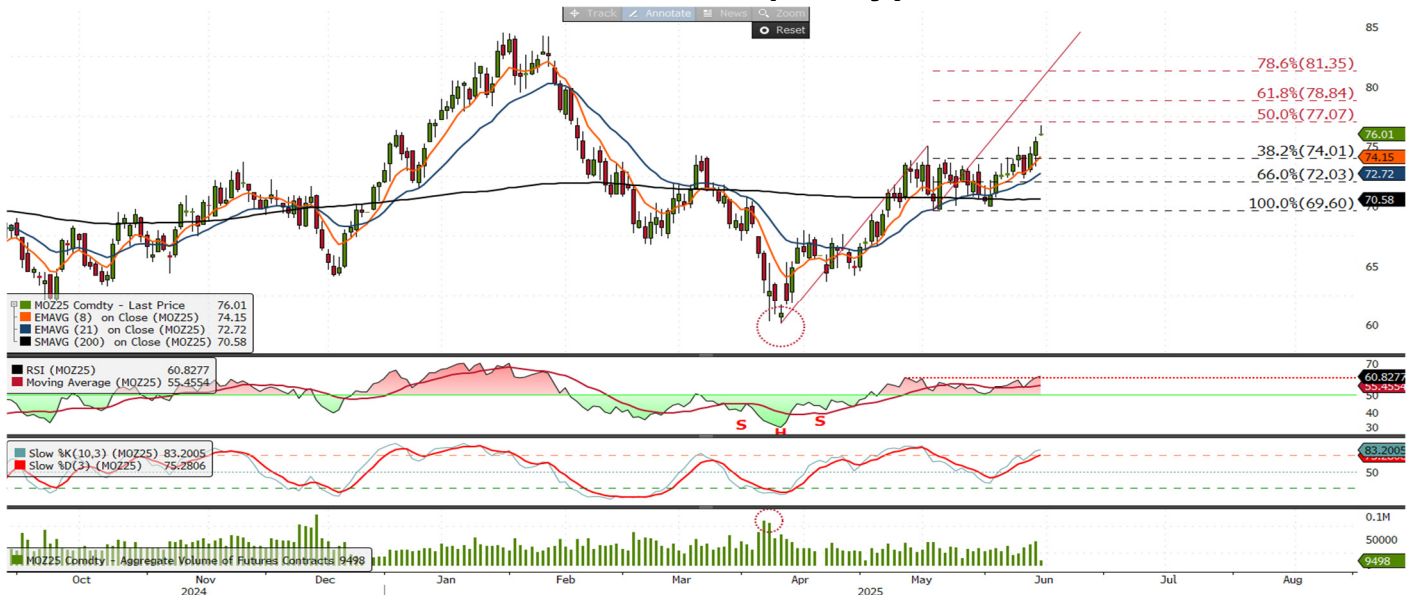 Track Annotate News Zoom
Reset
85
78.6%(81.35)
80
61.8%(78.84)
50.0%(77.07)
76.01
75
38.2%(74.01)
74.15
66.0%(72.03)
72.72
70.58
100.0%(69.60)
65
60
MOZ25 Comdty - Last Price 76.01
EMAVG (8) on Close (MOZ25) 74.15
EMAVG (21) on Close (MOZ25) 72.72
SMAVG (200) on Close (MOZ25) 70.58
RSI (MOZ25) 60.8277
Moving Average (MOZ25) 55.4554
70
60.8277
55.4554
50
40
30
S H S
Slow %K(10,3) (MOZ25) 83.2005
Slow %D(3) (MOZ25) 75.2806
83.2005
50
0.1M
50000
9498
MOZ25 Comdty - Aggregate Volume of Futures Contracts 9498
Oct Nov Dec Jan Feb Mar Apr May Jun Jul Aug
2024 2025